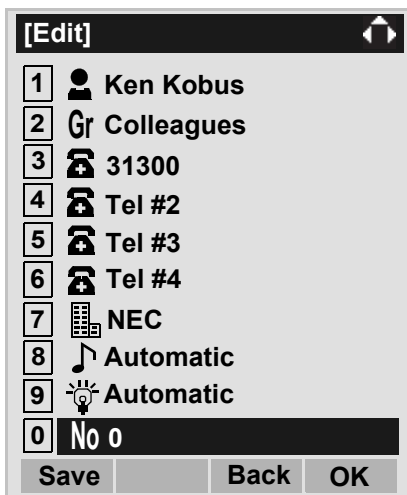 [Edit]
1 Ken Kobus
2 Gr Colleagues
3 31300
4 Tel #2
5 Tel #3
6 Tel #4
7 NEC
8 Automatic
9 Automatic
0 No 0
Save Back OK